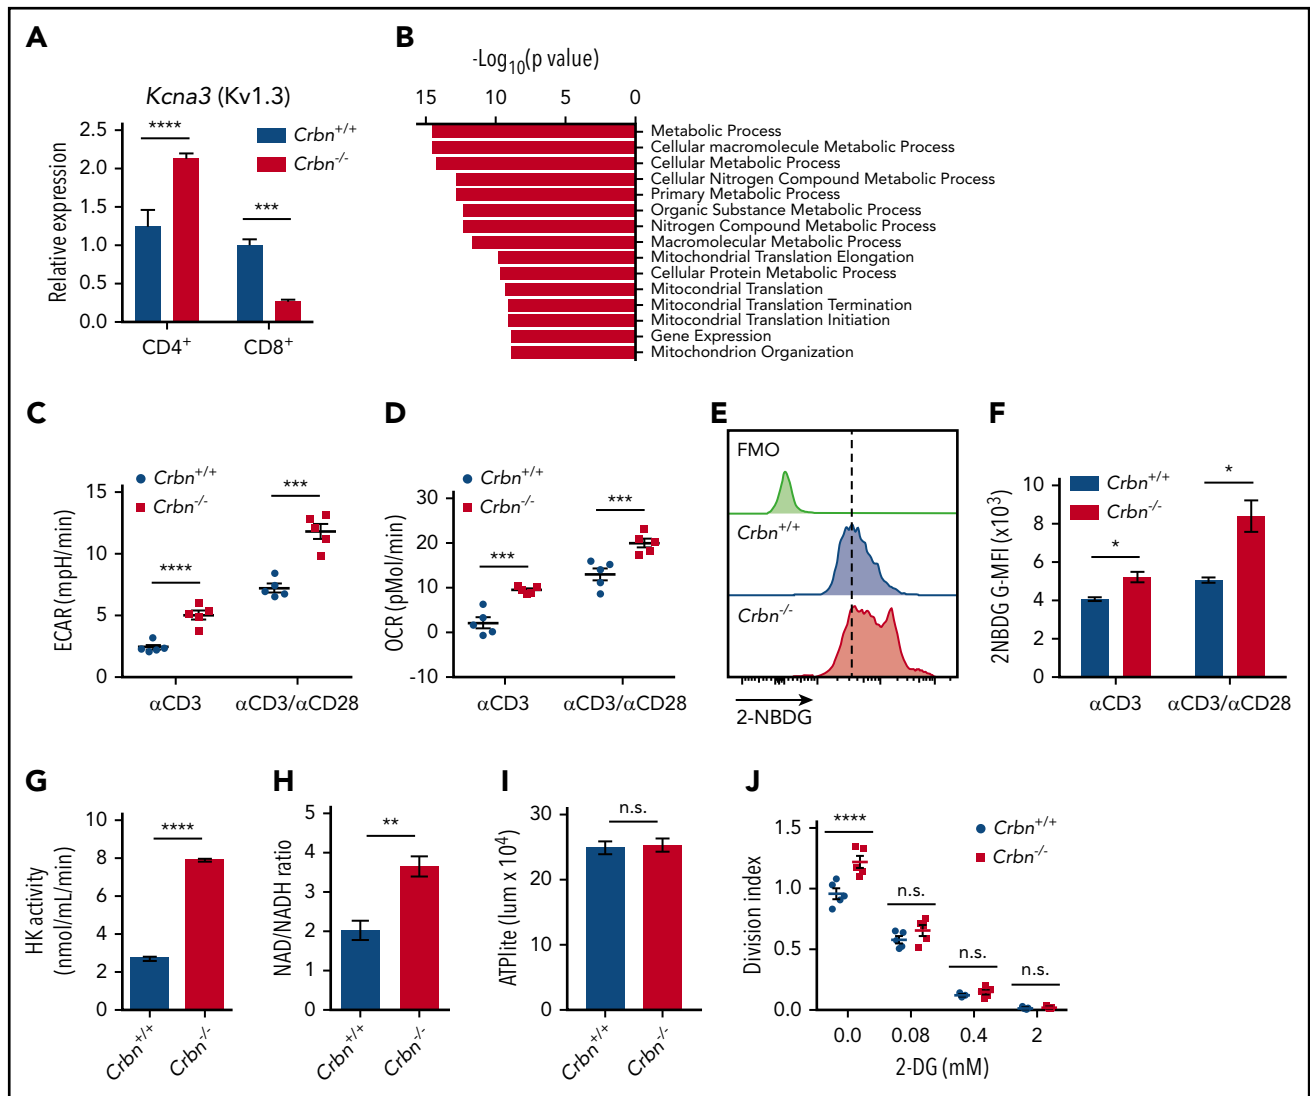 A
Kcna3 (Kv1.3)
Relative expression
2.5
2.0
1.5
1.0
0.5
0.0
****
***
Crbn+/+
Crbn-/-
CD4+
CD8+
B
-Log10(p value)
15
10
5
0
Metabolic Process
Cellular macromolecule Metabolic Process
Cellular Metabolic Process
Cellular Nitrogen Compound Metabolic Process
Primary Metabolic Process
Organic Substance Metabolic Process
Nitrogen Compound Metabolic Process
Macromolecular Metabolic Process
Mitochondrial Translation Elongation
Cellular Protein Metabolic Process
Mitocondrial Translation
Mitocondrial Translation Termination
Mitocondrial Translation Initiation
Gene Expression
Mitochondrion Organization
C
Crbn+/+
Crbn-/-
ECAR (mpH/min)
15
10
5
0
****
***
αCD3
αCD3/αCD28
D
Crbn+/+
Crbn-/-
OCR (pMol/min)
30
20
10
0
-10
***
***
αCD3
αCD3/αCD28
E
FMO
Crbn+/+
Crbn-/-
2-NBDG
F
2NBDG G-MFI (x10³)
10
8
6
4
2
0
Crbn+/+
Crbn-/-
*
*
αCD3
αCD3/αCD28
G
HK activity
(nmol/mL/min)
10
8
6
4
2
0
****
Crbn+/+
Crbn-/-
H
NAD/NADH ratio
5
4
3
2
1
0
**
Crbn+/+
Crbn-/-
I
ATPlite (lum x 10⁴)
30
20
10
0
n.s.
Crbn+/+
Crbn-/-
J
Division index
1.5
1.0
0.5
0.0
****
n.s.
n.s.
n.s.
Crbn+/+
Crbn-/-
0.0
0.08
0.4
2
2-DG (mM)